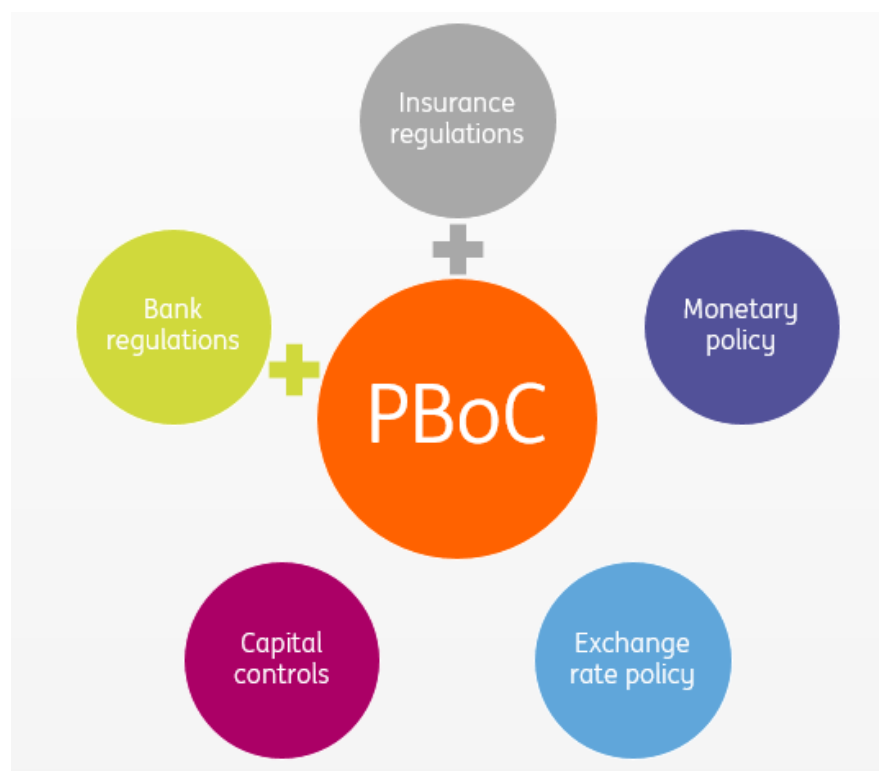 Insurance
regulations
Bank
regulations
Monetary
policy
PBoC
Capital
controls
Exchange
rate policy